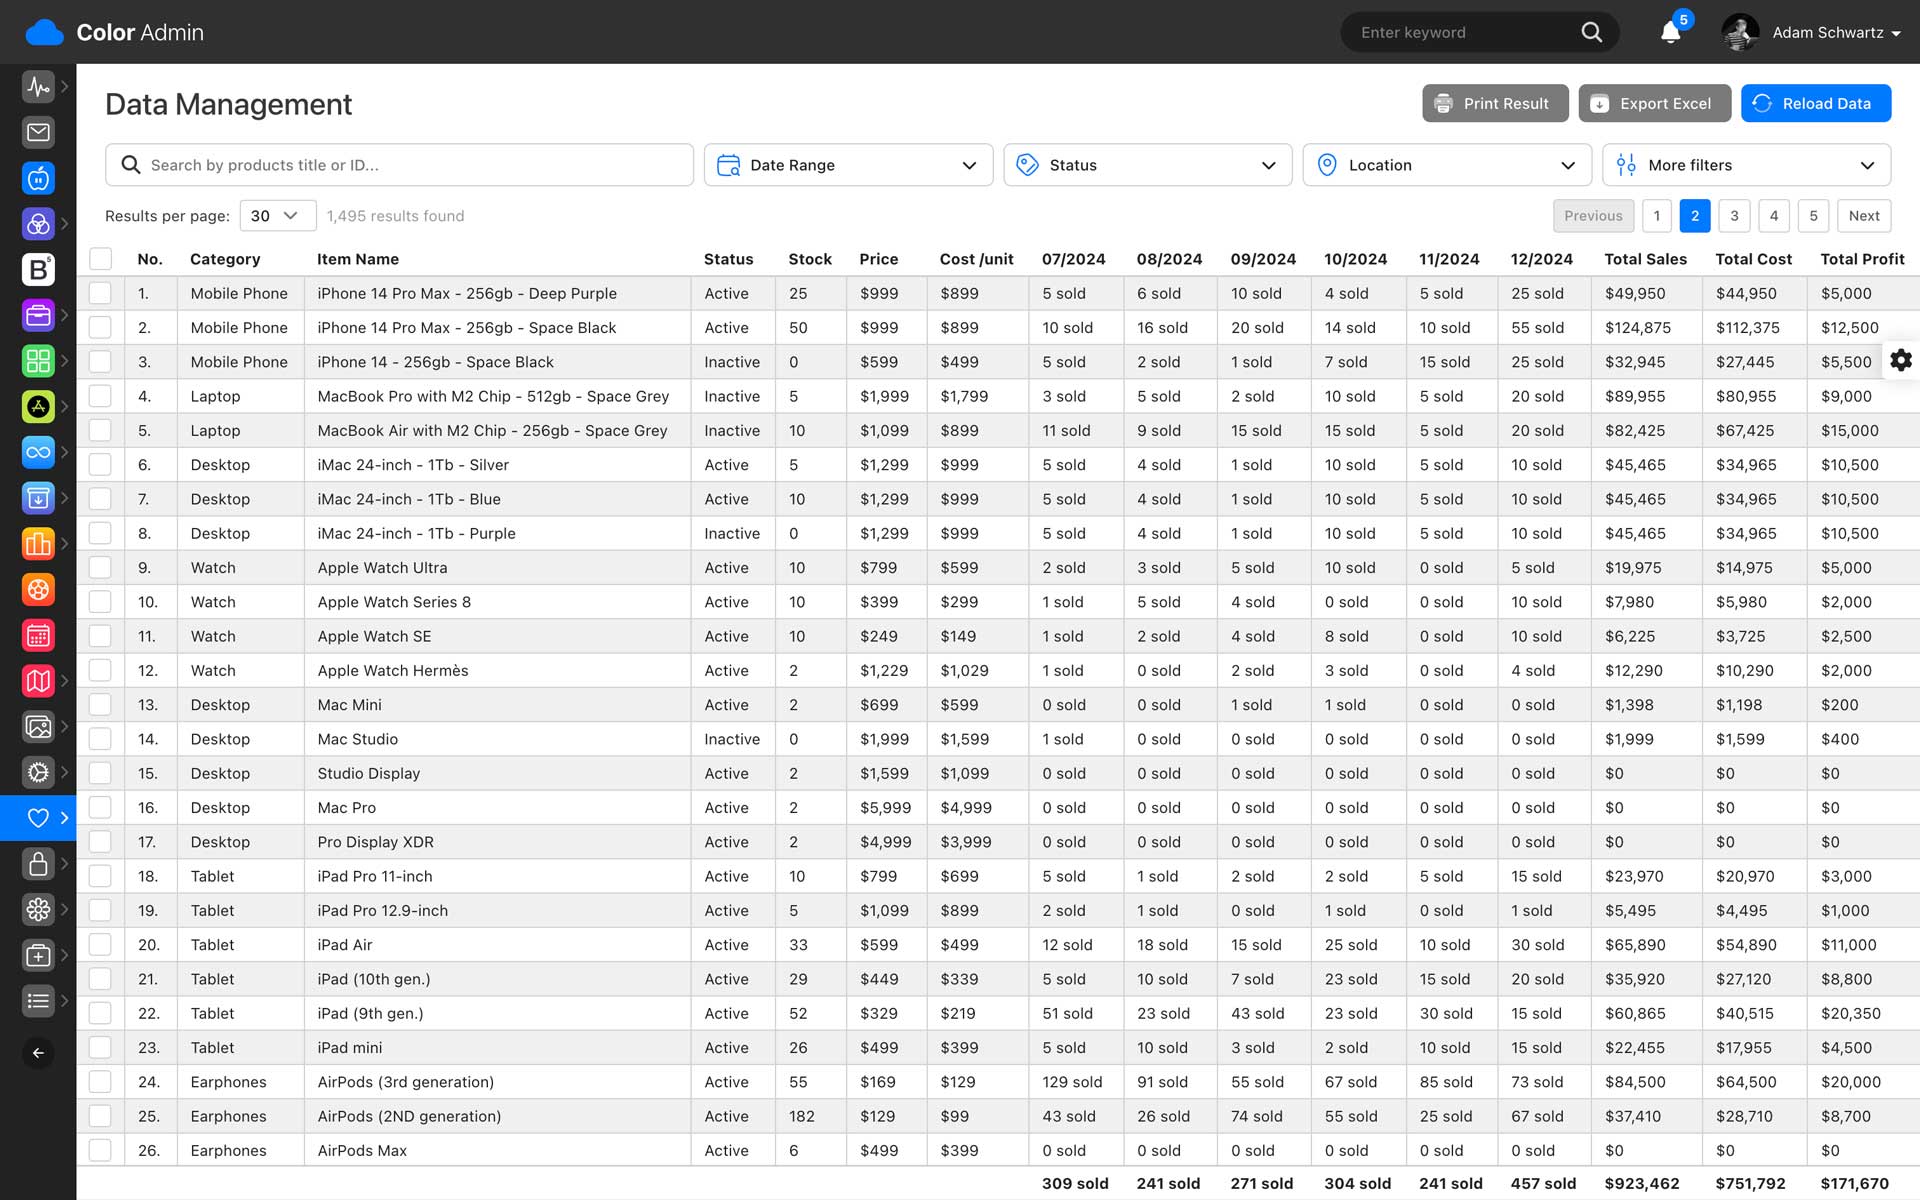 Color Admin
Enter keyword
5
Adam Schwartz
Data Management
Print Result
Export Excel
Reload Data
Search by products title or ID...
Date Range
Status
Location
More filters
Results per page: 30 1,495 results found
Previous 1 2 3 4 5 Next
No. Category Item Name Status Stock Price Cost /unit 07/2024 08/2024 09/2024 10/2024 11/2024 12/2024 Total Sales Total Cost Total Profit
1. Mobile Phone iPhone 14 Pro Max - 256gb - Deep Purple Active 25 $999 $899 5 sold 6 sold 10 sold 4 sold 5 sold 25 sold $49,950 $44,950 $5,000
2. Mobile Phone iPhone 14 Pro Max - 256gb - Space Black Active 50 $999 $899 10 sold 16 sold 20 sold 14 sold 10 sold 55 sold $124,875 $112,375 $12,500
3. Mobile Phone iPhone 14 - 256gb - Space Black Inactive 0 $599 $499 5 sold 2 sold 1 sold 7 sold 15 sold 25 sold $32,945 $27,445 $5,500
4. Laptop MacBook Pro with M2 Chip - 512gb - Space Grey Inactive 5 $1,999 $1,799 3 sold 5 sold 2 sold 10 sold 5 sold 20 sold $89,955 $80,955 $9,000
5. Laptop MacBook Air with M2 Chip - 256gb - Space Grey Inactive 10 $1,099 $899 11 sold 9 sold 15 sold 15 sold 5 sold 20 sold $82,425 $67,425 $15,000
6. Desktop iMac 24-inch - 1Tb - Silver Active 5 $1,299 $999 5 sold 4 sold 1 sold 10 sold 5 sold 10 sold $45,465 $34,965 $10,500
7. Desktop iMac 24-inch - 1Tb - Blue Active 10 $1,299 $999 5 sold 4 sold 1 sold 10 sold 5 sold 10 sold $45,465 $34,965 $10,500
8. Desktop iMac 24-inch - 1Tb - Purple Inactive 0 $1,299 $999 5 sold 4 sold 1 sold 10 sold 5 sold 10 sold $45,465 $34,965 $10,500
9. Watch Apple Watch Ultra Active 10 $799 $599 2 sold 3 sold 5 sold 10 sold 0 sold 5 sold $19,975 $14,975 $5,000
10. Watch Apple Watch Series 8 Active 10 $399 $299 1 sold 5 sold 4 sold 0 sold 0 sold 10 sold $7,980 $5,980 $2,000
11. Watch Apple Watch SE Active 10 $249 $149 1 sold 2 sold 4 sold 8 sold 0 sold 10 sold $6,225 $3,725 $2,500
12. Watch Apple Watch Hermès Active 2 $1,229 $1,029 1 sold 0 sold 2 sold 3 sold 0 sold 4 sold $12,290 $10,290 $2,000
13. Desktop Mac Mini Active 2 $699 $599 0 sold 0 sold 1 sold 1 sold 0 sold 0 sold $1,398 $1,198 $200
14. Desktop Mac Studio Inactive 0 $1,999 $1,599 1 sold 0 sold 0 sold 0 sold 0 sold 0 sold $1,999 $1,599 $400
15. Desktop Studio Display Active 2 $1,599 $1,099 0 sold 0 sold 0 sold 0 sold 0 sold 0 sold $0 $0 $0
16. Desktop Mac Pro Active 2 $5,999 $4,999 0 sold 0 sold 0 sold 0 sold 0 sold 0 sold $0 $0 $0
17. Desktop Pro Display XDR Active 2 $4,999 $3,999 0 sold 0 sold 0 sold 0 sold 0 sold 0 sold $0 $0 $0
18. Tablet iPad Pro 11-inch Active 10 $799 $699 5 sold 1 sold 2 sold 2 sold 5 sold 15 sold $23,970 $20,970 $3,000
19. Tablet iPad Pro 12.9-inch Active 5 $1,099 $899 2 sold 1 sold 0 sold 1 sold 0 sold 1 sold $5,495 $4,495 $1,000
20. Tablet iPad Air Active 33 $599 $499 12 sold 18 sold 15 sold 25 sold 10 sold 30 sold $65,890 $54,890 $11,000
21. Tablet iPad (10th gen.) Active 29 $449 $339 5 sold 10 sold 7 sold 23 sold 15 sold 20 sold $35,920 $27,120 $8,800
22. Tablet iPad (9th gen.) Active 52 $329 $219 51 sold 23 sold 43 sold 23 sold 30 sold 15 sold $60,865 $40,515 $20,350
23. Tablet iPad mini Active 26 $499 $399 5 sold 10 sold 3 sold 2 sold 10 sold 15 sold $22,455 $17,955 $4,500
24. Earphones AirPods (3rd generation) Active 55 $169 $129 129 sold 91 sold 55 sold 67 sold 85 sold 73 sold $84,500 $64,500 $20,000
25. Earphones AirPods (2ND generation) Active 182 $129 $99 43 sold 26 sold 74 sold 55 sold 25 sold 67 sold $37,410 $28,710 $8,700
26. Earphones AirPods Max Active 6 $499 $399 0 sold 0 sold 0 sold 0 sold 0 sold 0 sold $0 $0 $0
309 sold 241 sold 271 sold 304 sold 241 sold 457 sold $923,462 $751,792 $171,670
B5